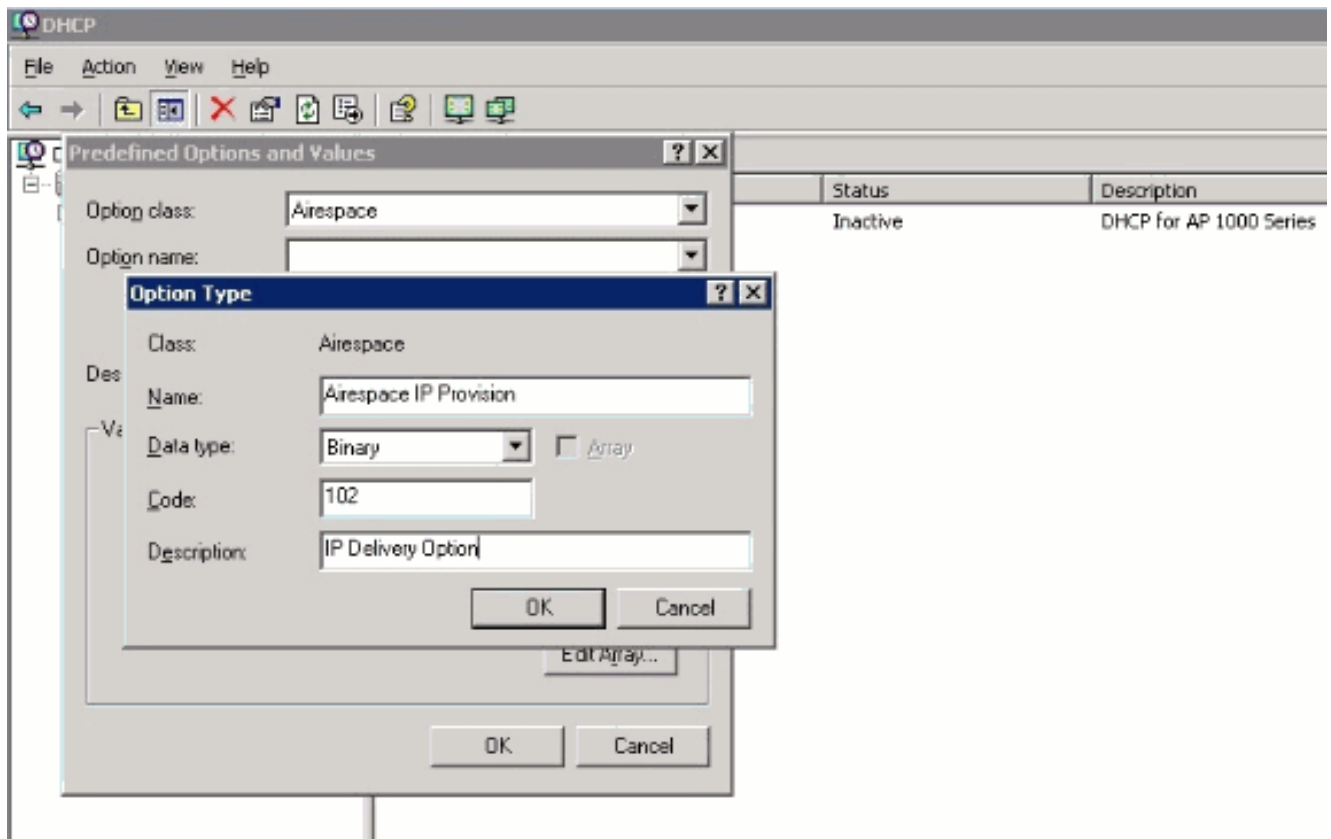 DHCP
File Action View Help
D
Predefined Options and Values
Status Description
Option class: Airespace
Inactive DHCP for AP 1000 Series
Option name:
Option Type
Class: Airespace
Des
Name: Airespace IP Provision
Va
Data type: Binary Array
Code: 102
Description: IP Delivery Option
OK Cancel
Edit Array...
OK Cancel